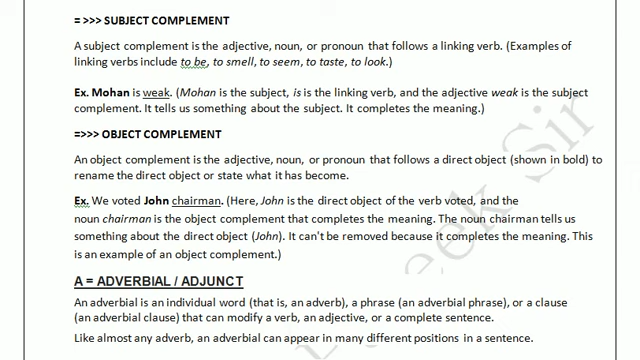 = >>> SUBJECT COMPLEMENT
A subject complement is the adjective, noun, or pronoun that follows a linking verb. (Examples of
linking verbs include to be, to smell, to seem, to taste, to look.)
Ex. Mohan is weak. (Mohan is the subject, is is the linking verb, and the adjective weak is the subject
complement. It tells us something about the subject. It completes the meaning.)
=>>> OBJECT COMPLEMENT
An object complement is the adjective, noun, or pronoun that follows a direct object (shown in bold) to
rename the direct object or state what it has become.
Ex. We voted John chairman. (Here, John is the direct object of the verb voted, and the
noun chairman is the object complement that completes the meaning. The noun chairman tells us
something about the direct object (John). It can't be removed because it completes the meaning. This
is an example of an object complement.)
A = ADVERBIAL / ADJUNCT
An adverbial is an individual word (that is, an adverb), a phrase (an adverbial phrase), or a clause
(an adverbial clause) that can modify a verb, an adjective, or a complete sentence.
Like almost any adverb, an adverbial can appear in many different positions in a sentence.
Sir